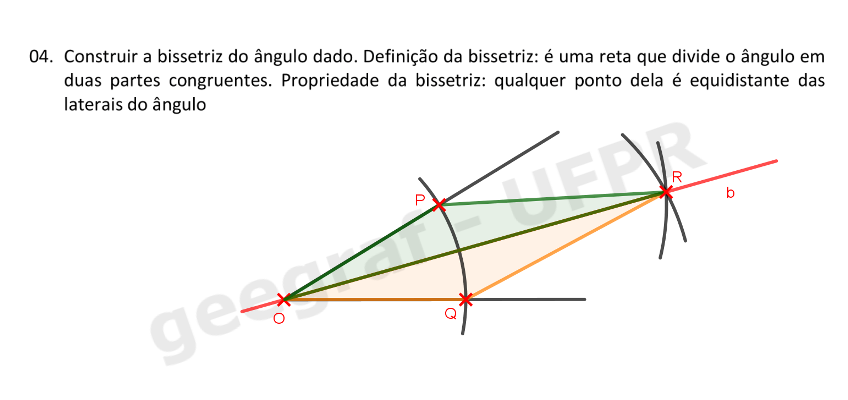 04. Construir a bissetriz do ângulo dado. Definição da bissetriz: é uma reta que divide o ângulo em
duas partes congruentes. Propriedade da bissetriz: qualquer ponto dela é equidistante das
laterais do ângulo
R
P
b
O
Q
geegraf - UFPR